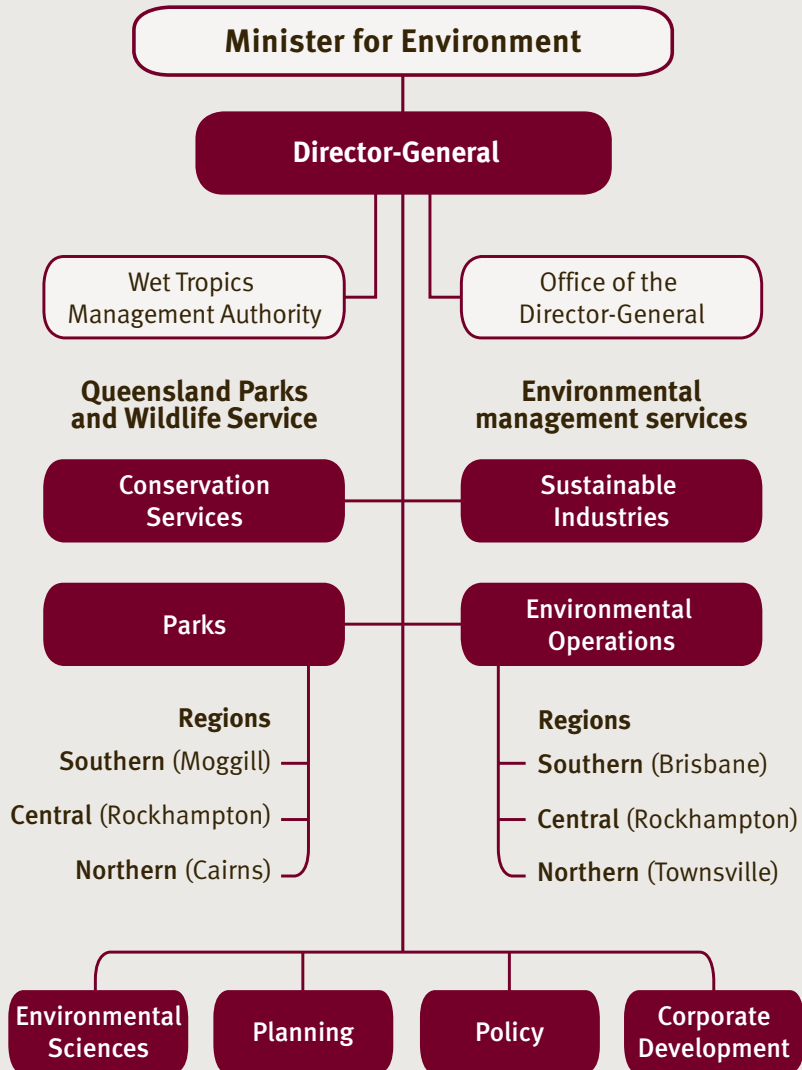 Minister for Environment
Director-General
Wet Tropics
Management Authority
Office of the
Director-General
Queensland Parks
and Wildlife Service
Environmental
management services
Conservation
Services
Sustainable
Industries
Parks
Environmental
Operations
Regions
Southern (Moggill)
Central (Rockhampton)
Northern (Cairns)
Regions
Southern (Brisbane)
Central (Rockhampton)
Northern (Townsville)
Environmental
Sciences
Planning
Policy
Corporate
Development